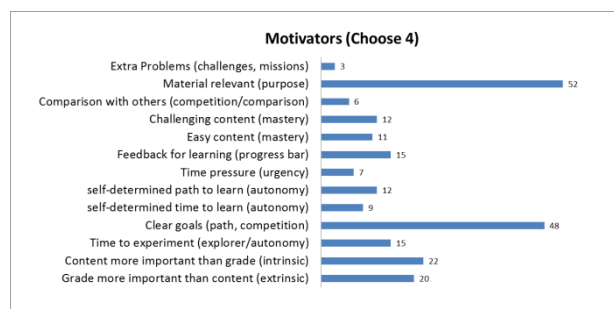 Motivators (Choose 4)
Extra Problems (challenges, missions) 3
Material relevant (purpose) 52
Comparison with others (competition/comparison) 6
Challenging content (mastery) 12
Easy content (mastery) 11
Feedback for learning (progress bar) 15
Time pressure (urgency) 7
self-determined path to learn (autonomy) 12
self-determined time to learn (autonomy) 9
Clear goals (path, competition) 48
Time to experiment (explorer/autonomy) 15
Content more important than grade (intrinsic) 22
Grade more important than content (extrinsic) 20